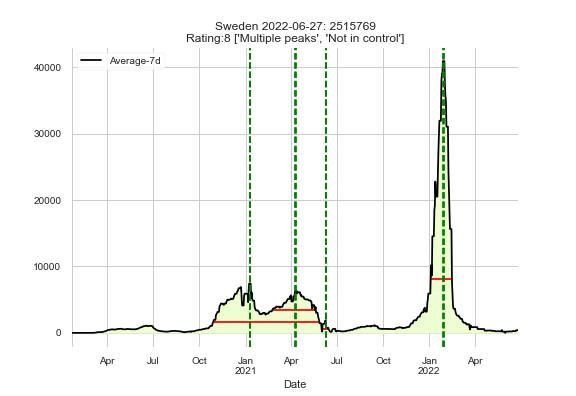 Sweden 2022-06-27: 2515769
Rating:8 ['Multiple peaks', 'Not in control']
Average-7d
40000
30000
20000
10000
0
Apr Jul Oct Jan Apr Jul Oct Jan Apr
2021 2022
Date